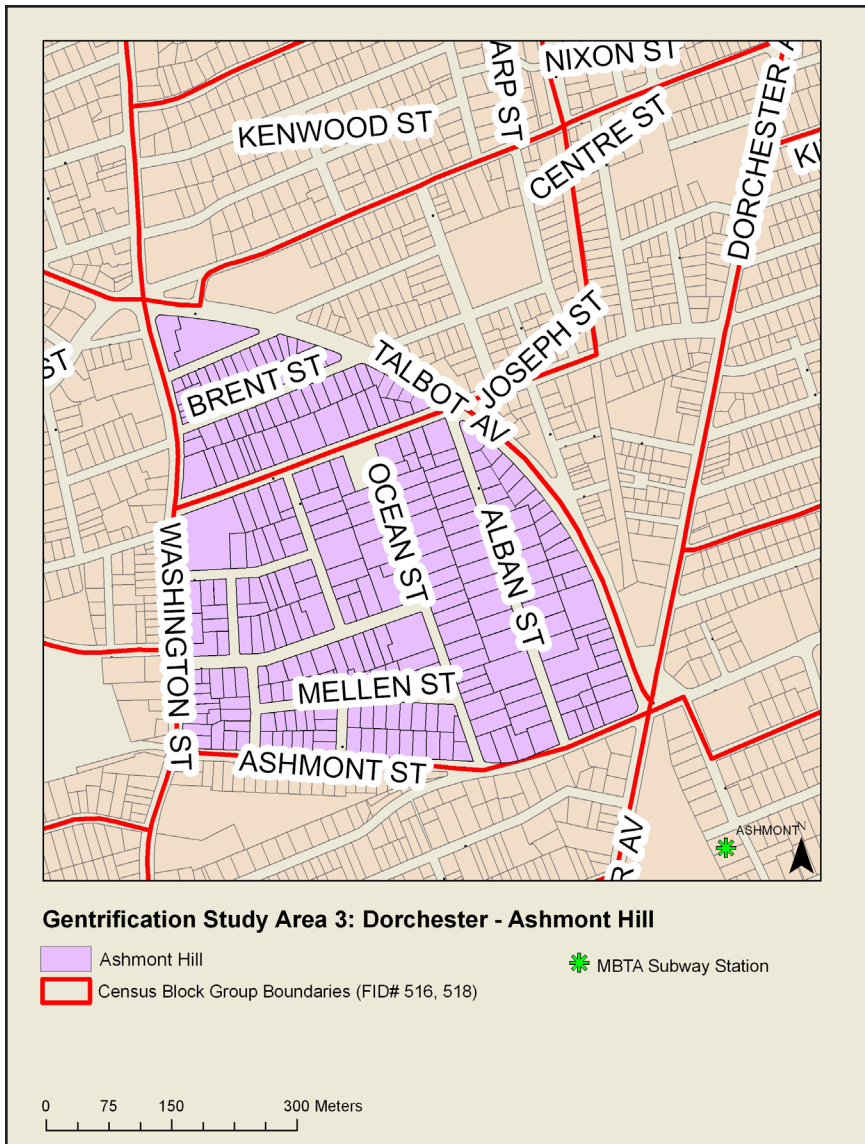 NIXON ST
ARP ST
KENWOOD ST
CENTRE ST
DORCHESTER A
KI
ST
JOSEPH ST
TALBOT AV
BRENT ST
OCEAN ST
ALBAN ST
WASHINGTON ST
MELLEN ST
ASHMONT ST
R AV
ASHMONT
N
Gentrification Study Area 3: Dorchester - Ashmont Hill
Ashmont Hill
MBTA Subway Station
Census Block Group Boundaries (FID# 516, 518)
0 75 150 300 Meters